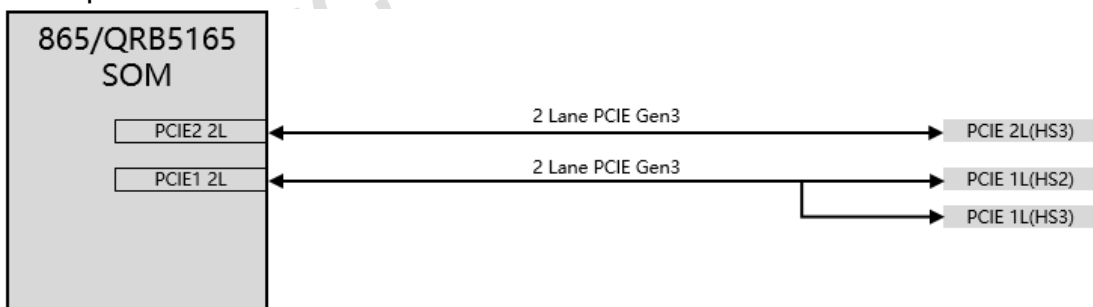 865/QRB5165
SOM
PCIE2 2L
2 Lane PCIE Gen3
PCIE 2L(HS3)
PCIE1 2L
2 Lane PCIE Gen3
PCIE 1L(HS2)
PCIE 1L(HS3)